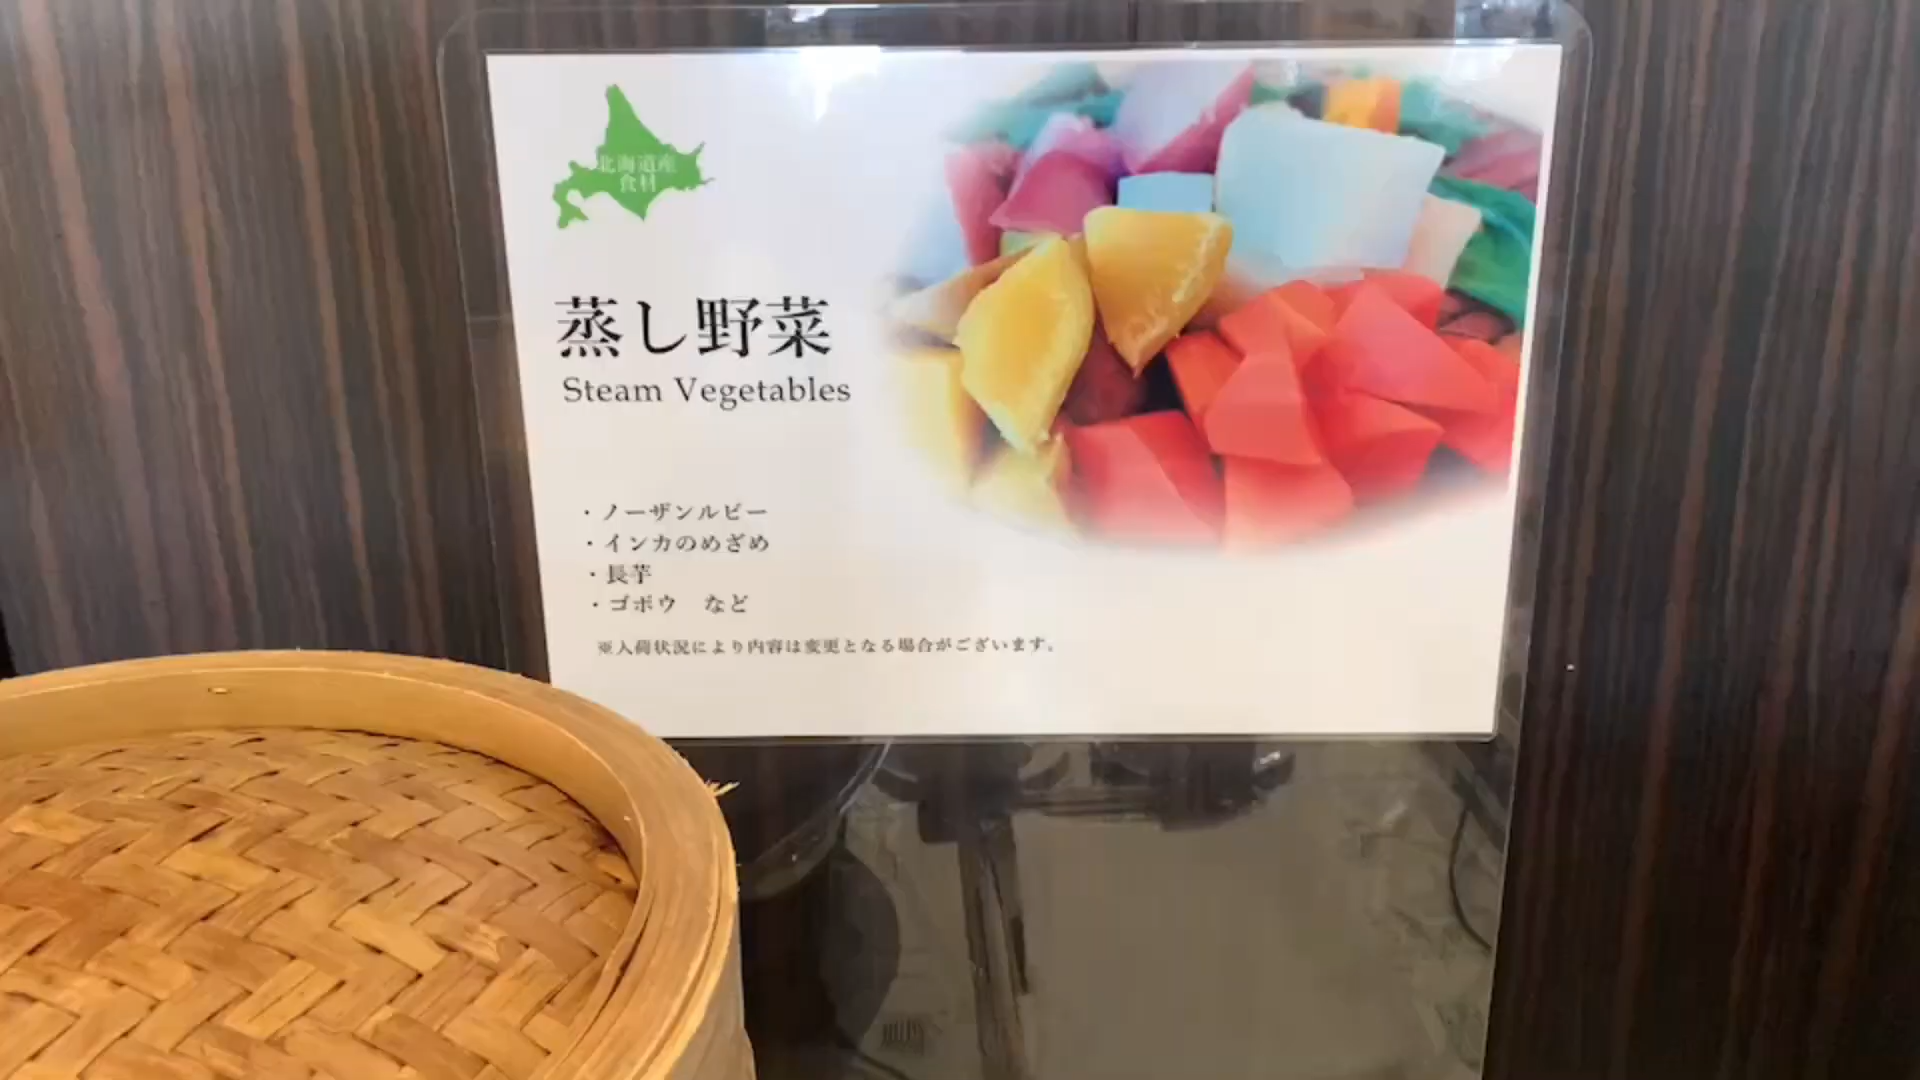 北海道産
食材
蒸し野菜
Steam Vegetables
・ノーザンルビー
・インカのめざめ
・長芋
・ゴボウ　など
※入荷状況により内容は変更となる場合がございます。